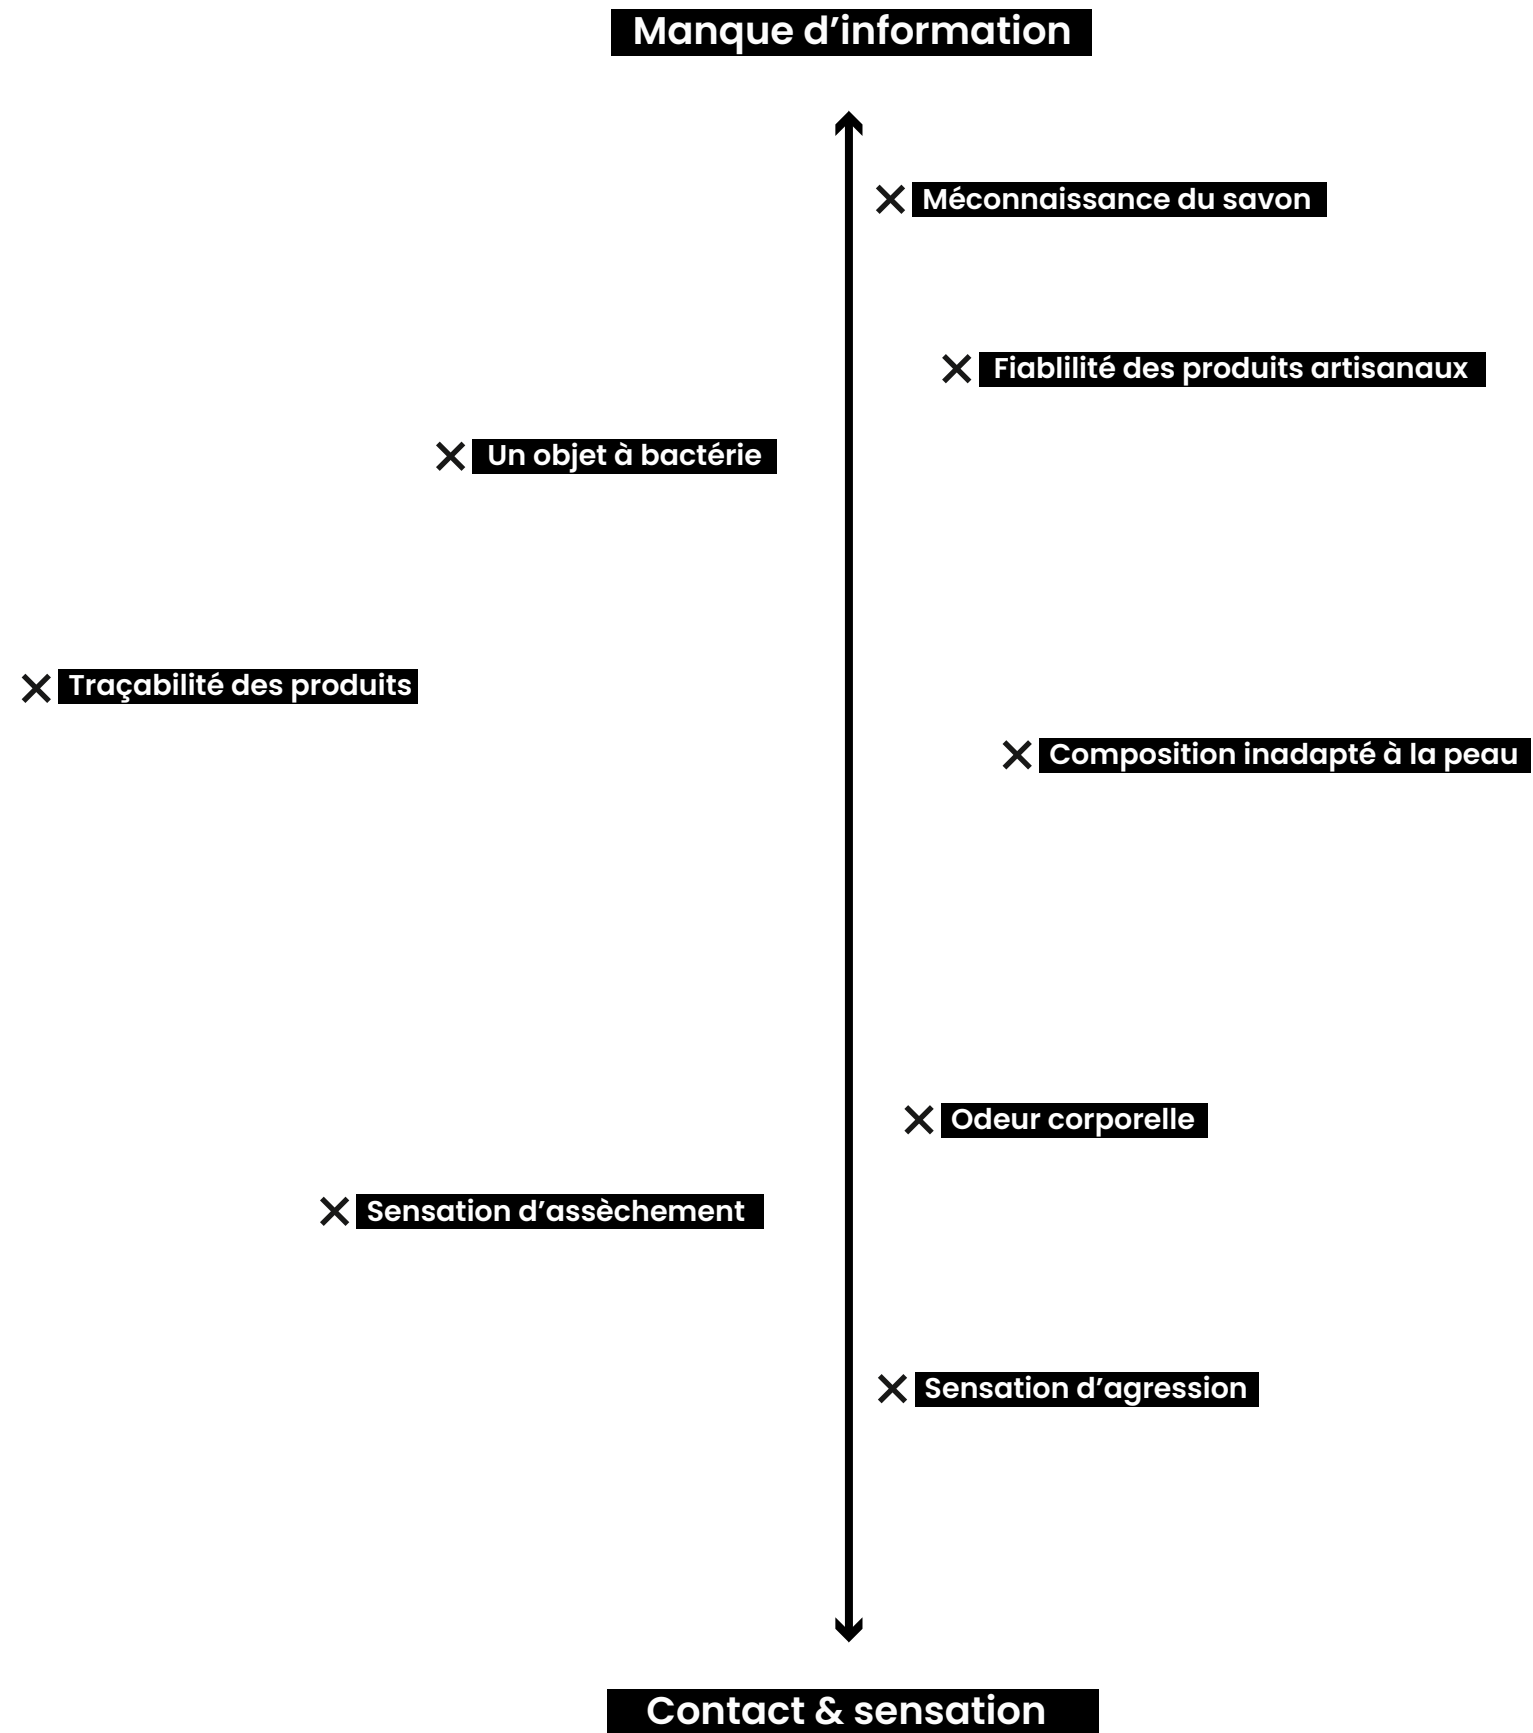 Manque d’information
Méconnaissance du savon
Fiablilité des produits artisanaux
Un objet à bactérie
Traçabilité des produits
Composition inadapté à la peau
Odeur corporelle
Sensation d’assèchement
Sensation d’agression
Contact & sensation